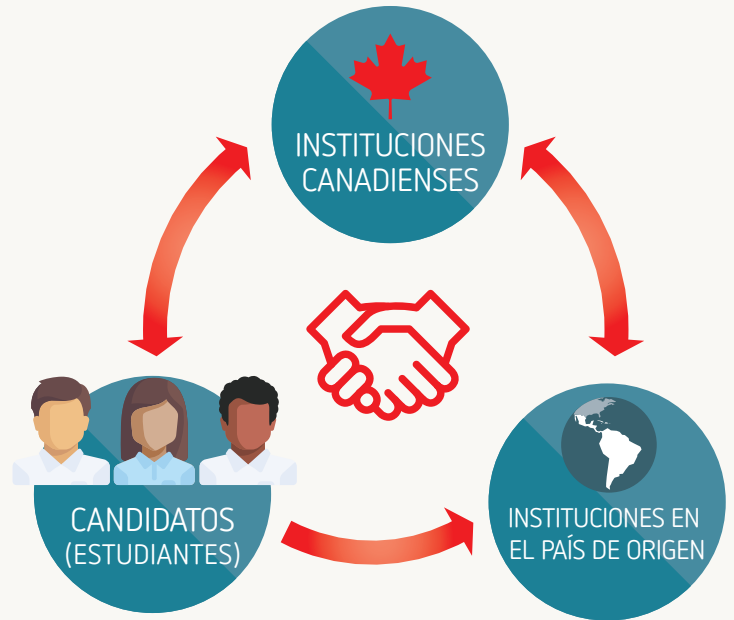 INSTITUCIONES
CANADIENSES
CANDIDATOS
(ESTUDIANTES)
INSTITUCIONES EN
EL PAÍS DE ORIGEN